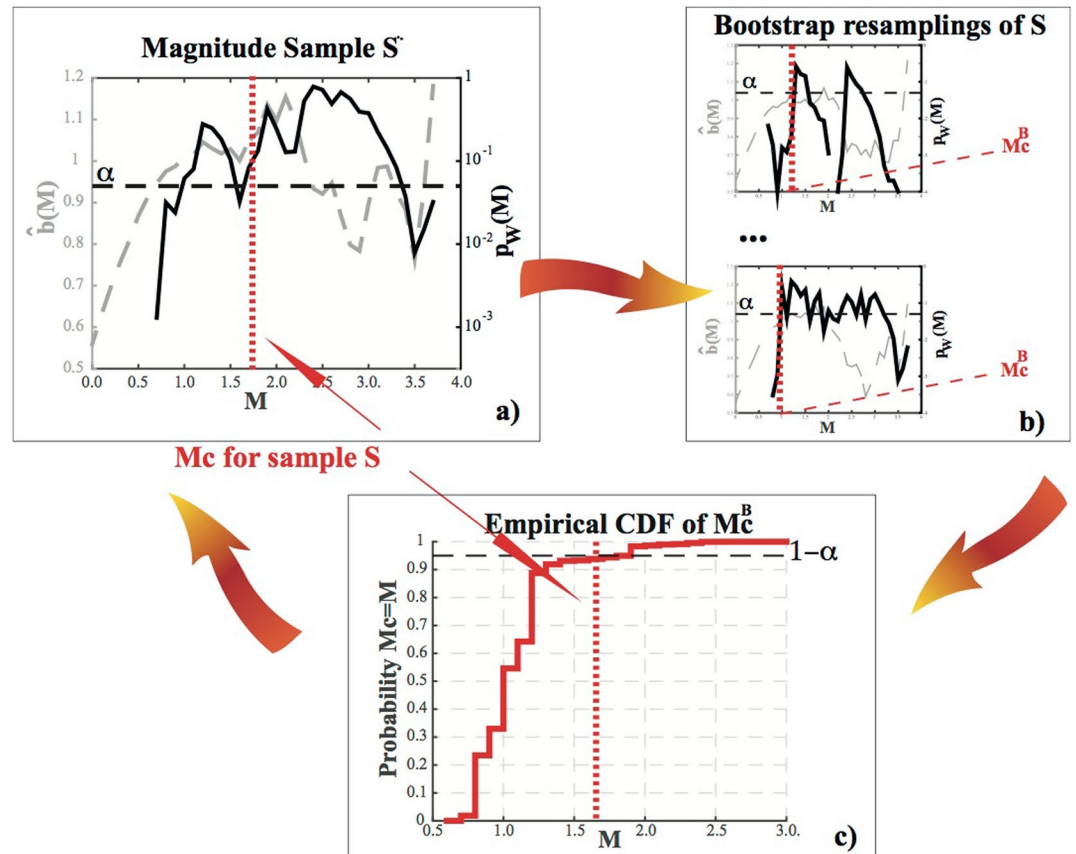 Magnitude Sample S
1.2
1.1
1
0.9
0.8
0.7
0.6
0.5
b̂(M)
α
1
10⁻¹
10⁻²
10⁻³
p_W(M)
0.0 0.5 1.0 1.5 2.0 2.5 3.0 3.5 4.0
M
a)
Bootstrap resamplings of S
α
b̂(M)
p_W(M)
M
Mc^B
•••
α
b̂(M)
p_W(M)
M
Mc^B
b)
Mc for sample S
Empirical CDF of Mc^B
1
0.9
0.8
0.7
0.6
0.5
0.4
0.3
0.2
0.1
0
Probability Mc=M
1−α
0.5 1.0 1.5 2.0 2.5 3.0
M
c)